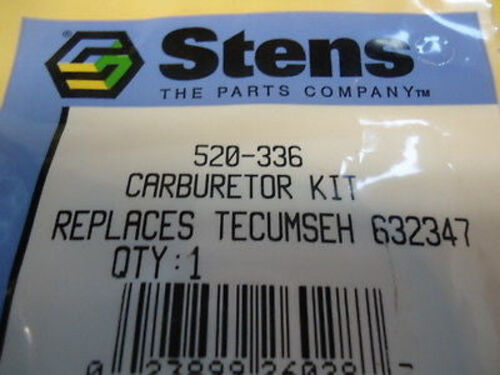 Stens
THE PARTS COMPANY™
520-336
CARBURETOR KIT
REPLACES TECUMSEH 632347
QTY:1